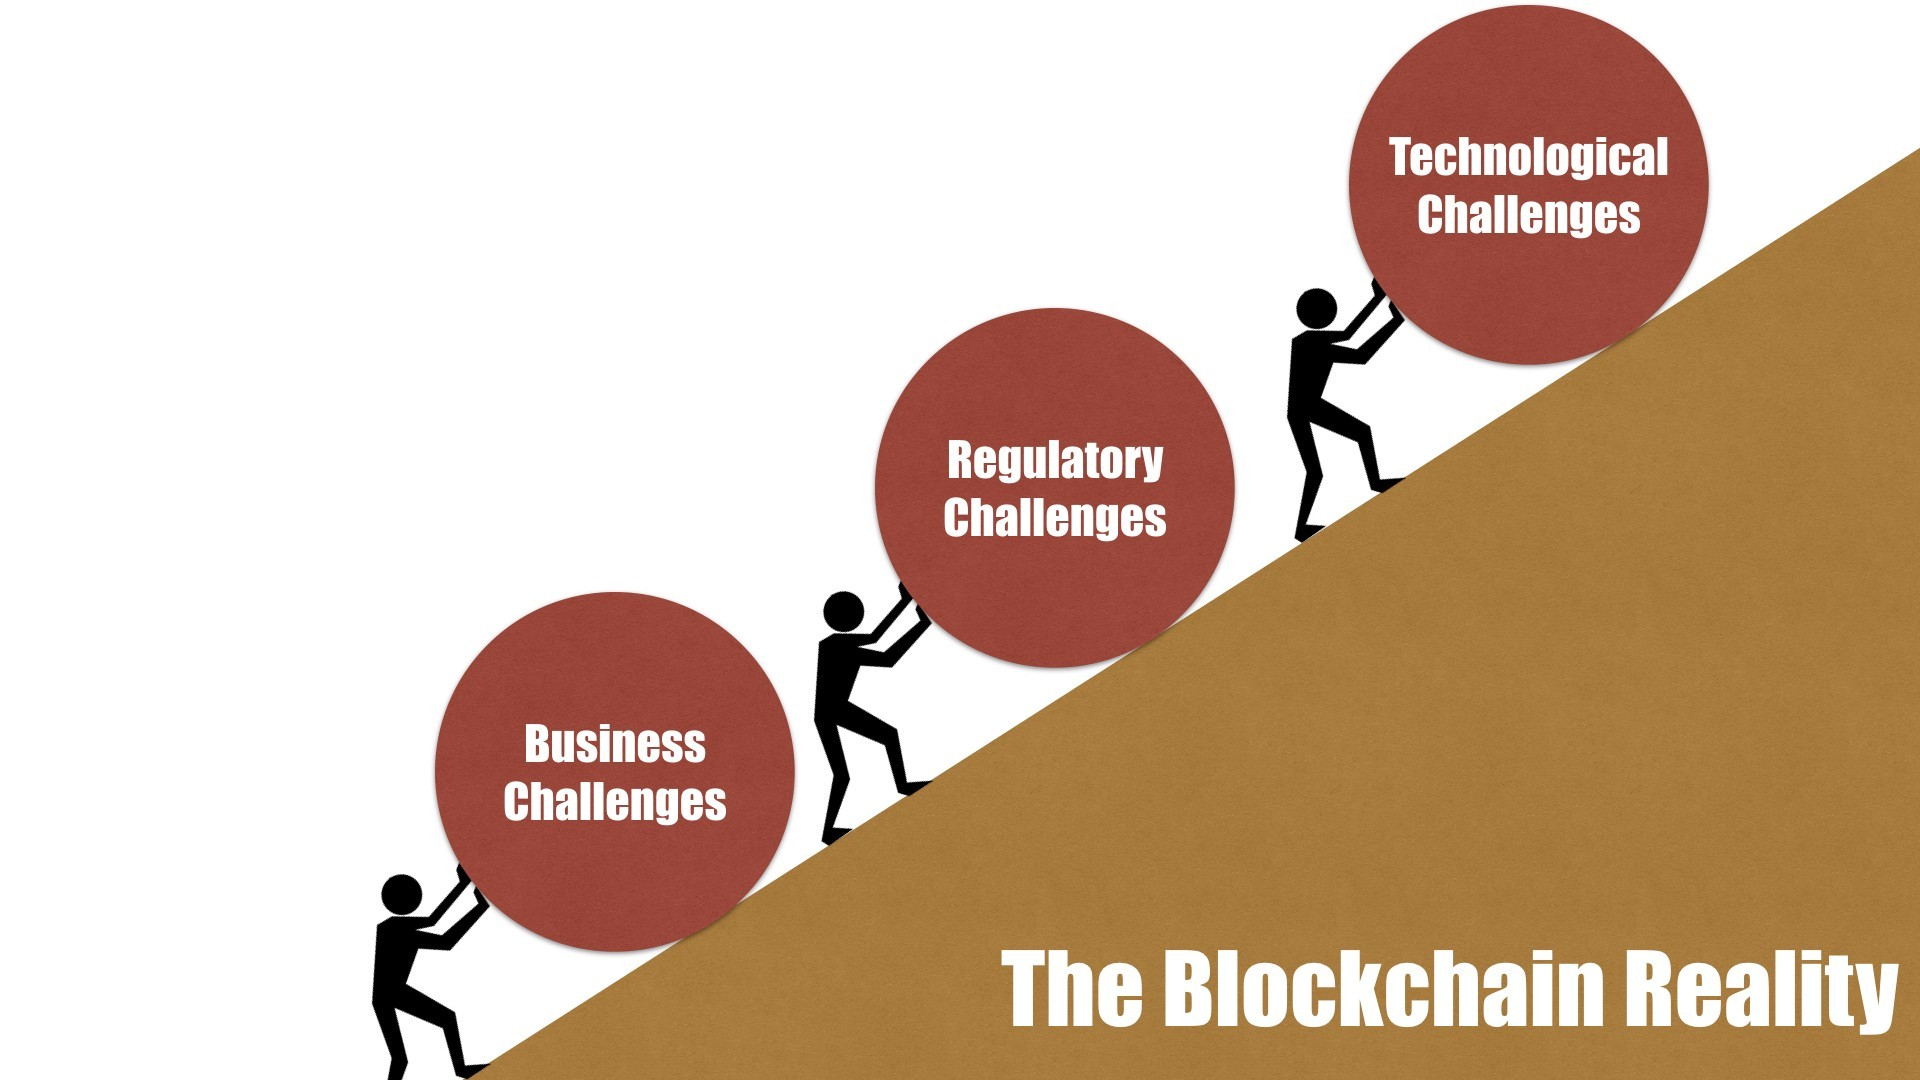 Technological
Challenges
Regulatory
Challenges
Business
Challenges
The Blockchain Reality